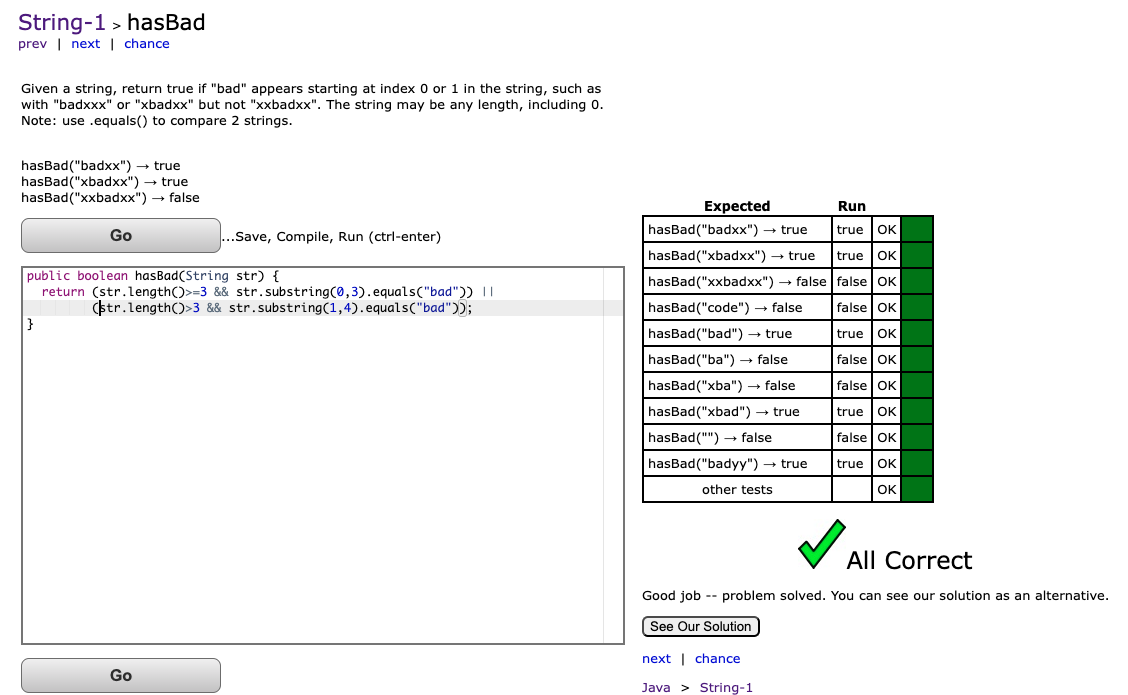 String-1 > hasBad
prev | next | chance
Given a string, return true if "bad" appears starting at index 0 or 1 in the string, such as
with "badxxx" or "xbadxx" but not "xxbadxx". The string may be any length, including 0.
Note: use .equals() to compare 2 strings.
hasBad("badxx") → true
hasBad("xbadxx") → true
hasBad("xxbadxx") → false
Go ...Save, Compile, Run (ctrl-enter)
public boolean hasBad(String str) {
  return (str.length()>=3 && str.substring(0,3).equals("bad")) ||
         (str.length()>3 && str.substring(1,4).equals("bad"));
}
Go
Expected Run
hasBad("badxx") → true true OK
hasBad("xbadxx") → true true OK
hasBad("xxbadxx") → false false OK
hasBad("code") → false false OK
hasBad("bad") → true true OK
hasBad("ba") → false false OK
hasBad("xba") → false false OK
hasBad("xbad") → true true OK
hasBad("") → false false OK
hasBad("badyy") → true true OK
other tests OK
All Correct
Good job -- problem solved. You can see our solution as an alternative.
See Our Solution
next | chance
Java > String-1